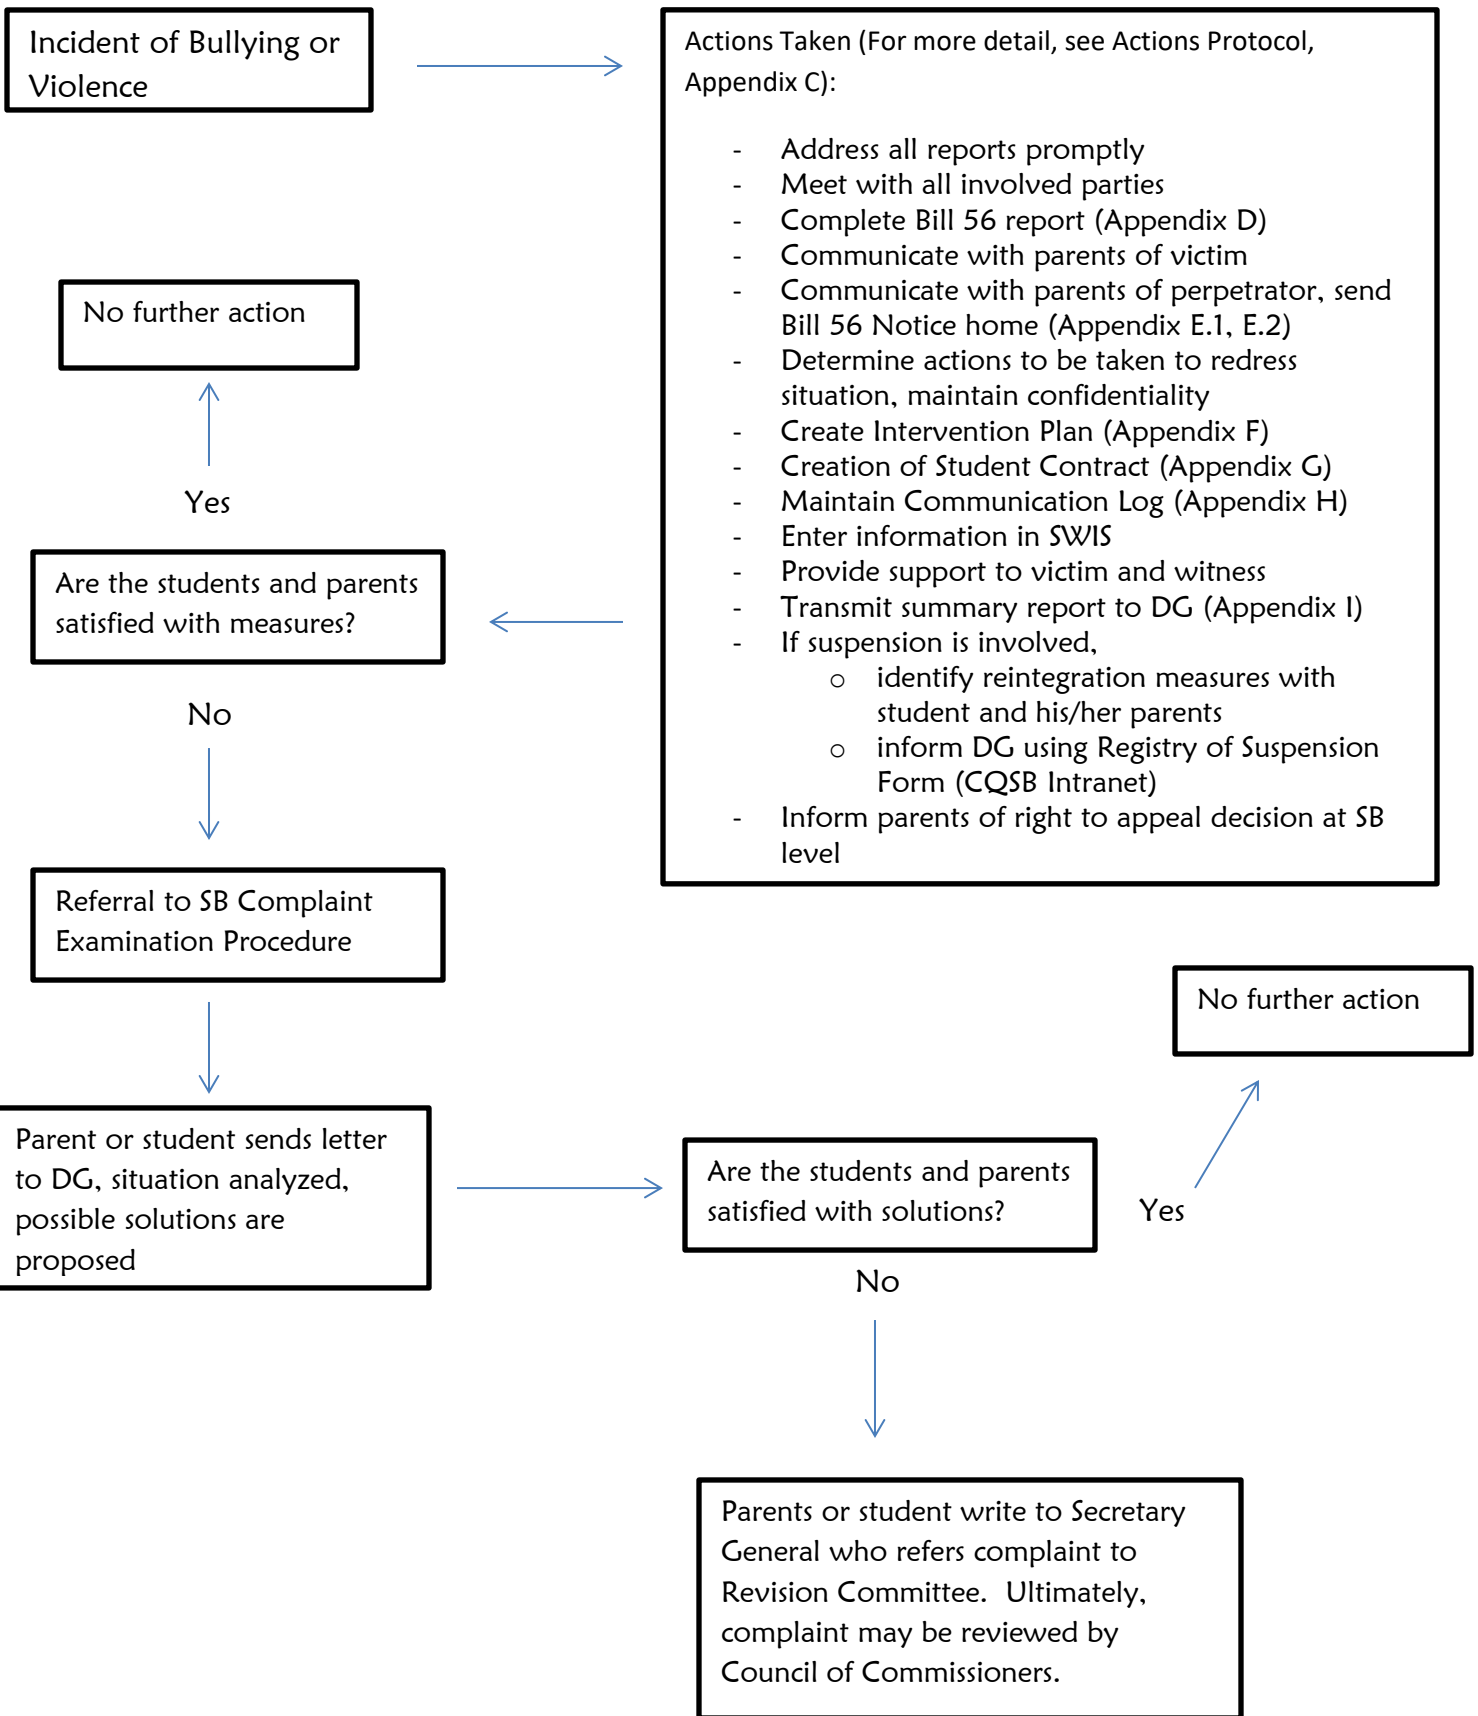 Incident of Bullying or
Violence
Actions Taken (For more detail, see Actions Protocol,
Appendix C):
- Address all reports promptly
- Meet with all involved parties
- Complete Bill 56 report (Appendix D)
- Communicate with parents of victim
- Communicate with parents of perpetrator, send
Bill 56 Notice home (Appendix E.1, E.2)
- Determine actions to be taken to redress
situation, maintain confidentiality
- Create Intervention Plan (Appendix F)
- Creation of Student Contract (Appendix G)
- Maintain Communication Log (Appendix H)
- Enter information in SWIS
- Provide support to victim and witness
- Transmit summary report to DG (Appendix I)
- If suspension is involved,
o identify reintegration measures with
student and his/her parents
o inform DG using Registry of Suspension
Form (CQSB Intranet)
- Inform parents of right to appeal decision at SB
level
No further action
Yes
Are the students and parents
satisfied with measures?
No
Referral to SB Complaint
Examination Procedure
Parent or student sends letter
to DG, situation analyzed,
possible solutions are
proposed
Are the students and parents
satisfied with solutions?
Yes
No further action
No
Parents or student write to Secretary
General who refers complaint to
Revision Committee.  Ultimately,
complaint may be reviewed by
Council of Commissioners.